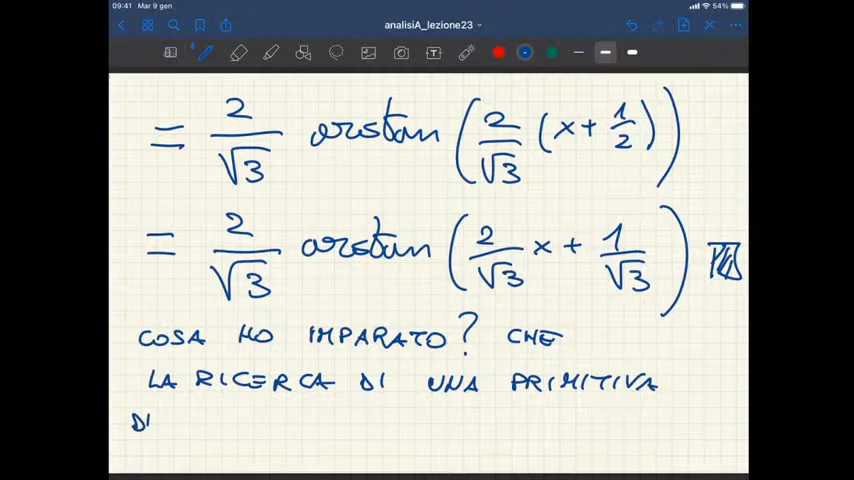 09:41 Mar 9 gen 54%
analisiA_lezione23
= 2/√3 arctan (2/√3 (x + 1/2))
= 2/√3 arctan (2/√3 x + 1/√3)
COSA HO IMPARATO? CHE
LA RICERCA DI UNA PRIMITIVA
DI